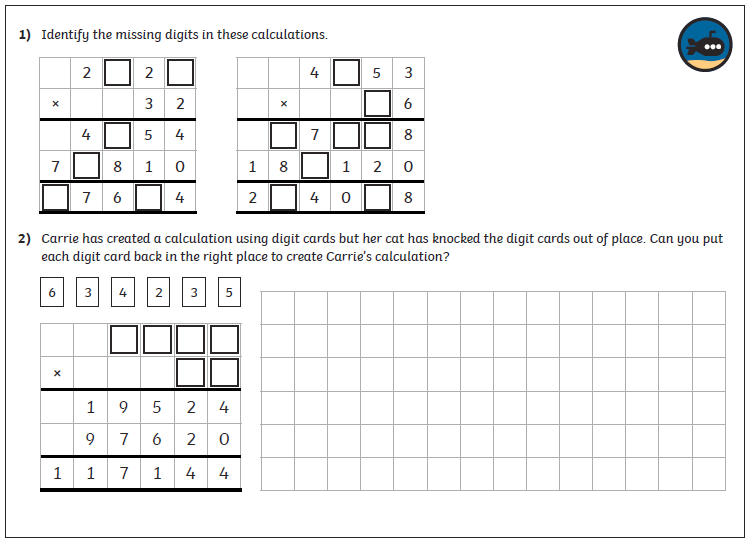 1) Identify the missing digits in these calculations.
2 2
× 3 2
4 5 4
7 8 1 0
7 6 4
4 5 3
× 6
7 8
1 8 1 2 0
2 4 0 8
2) Carrie has created a calculation using digit cards but her cat has knocked the digit cards out of place. Can you put
each digit card back in the right place to create Carrie's calculation?
6 3 4 2 3 5
×
1 9 5 2 4
9 7 6 2 0
1 1 7 1 4 4